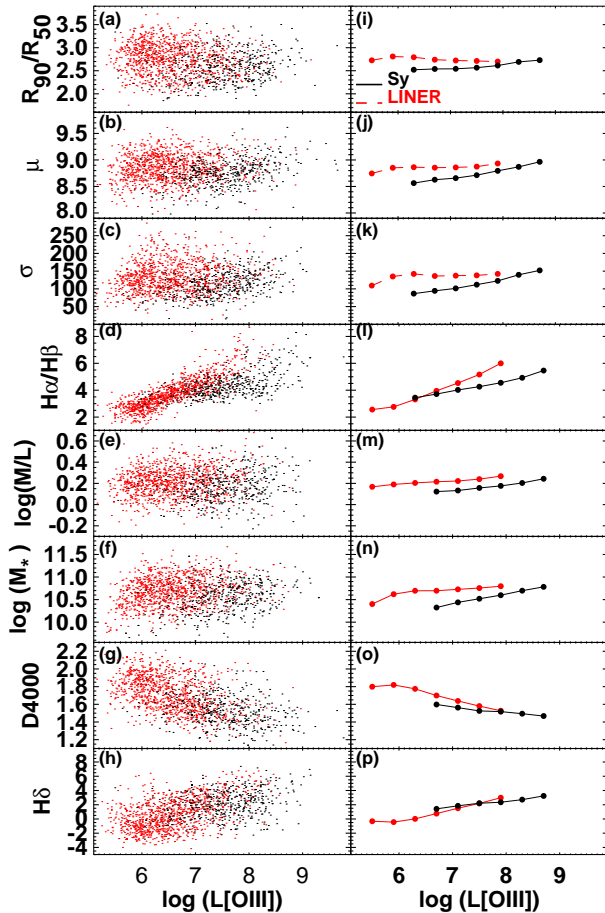 (a) (i)
R90/R50
3.5
3.0
2.5
2.0
Sy
LINER
(b) (j)
μ
9.5
9.0
8.5
8.0
(c) (k)
σ
250
200
150
100
50
(d) (l)
Hα/Hβ
8
6
4
2
(e) (m)
log(M/L)
0.6
0.4
0.2
0.0
-0.2
(f) (n)
log (M*)
11.5
11.0
10.5
10.0
(g) (o)
D4000
2.2
2.0
1.8
1.6
1.4
1.2
(h) (p)
Hδ
8
6
4
2
0
-2
-4
6 7 8 9 6 7 8 9
log (L[OIII]) log (L[OIII])